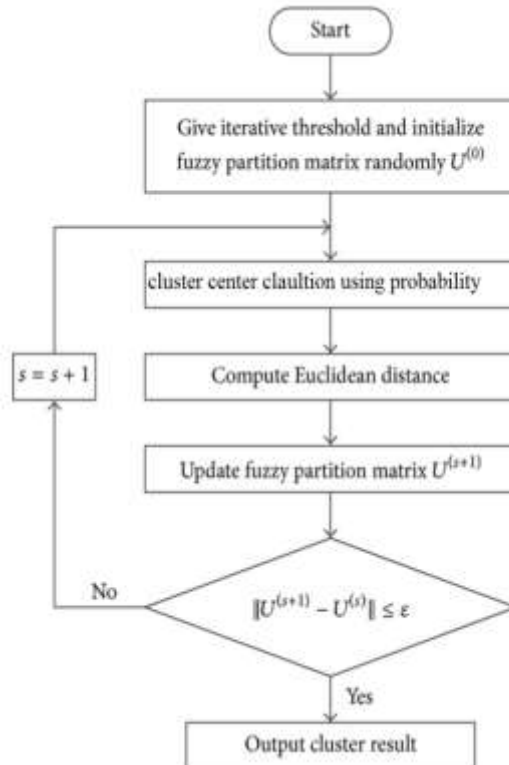 Start
Give iterative threshold and initialize
fuzzy partition matrix randomly U^(0)
cluster center claultion using probability
s = s + 1
Compute Euclidean distance
Update fuzzy partition matrix U^(s+1)
No
‖U^(s+1) − U^(s)‖ ≤ ε
Yes
Output cluster result